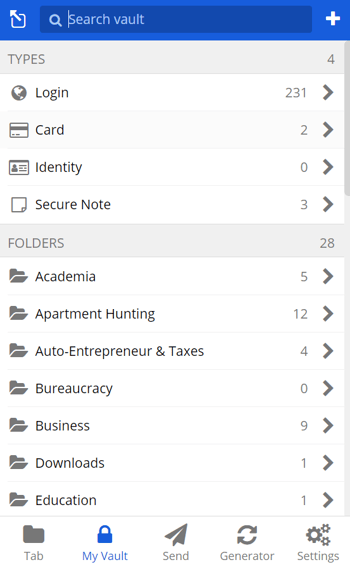 Search vault
TYPES 4
Login 231
Card 2
Identity 0
Secure Note 3
FOLDERS 28
Academia 5
Apartment Hunting 12
Auto-Entrepreneur & Taxes 4
Bureaucracy 0
Business 9
Downloads 1
Education 1
Tab My Vault Send Generator Settings